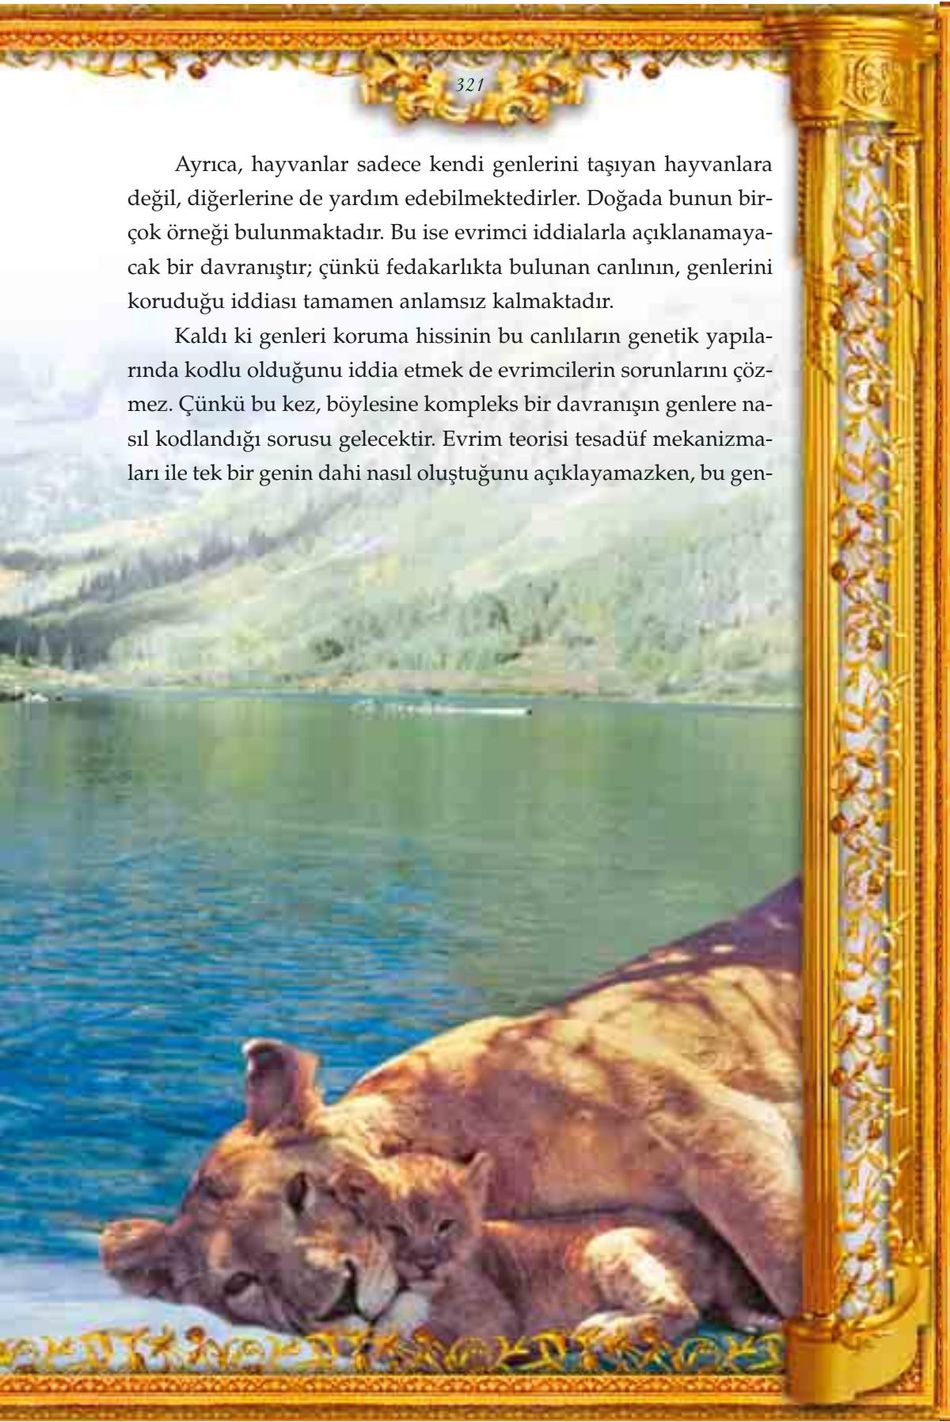 321
Ayrıca, hayvanlar sadece kendi genlerini taşıyan hayvanlara
değil, diğerlerine de yardım edebilmektedirler. Doğada bunun bir-
çok örneği bulunmaktadır. Bu ise evrimci iddialarla açıklanamaya-
cak bir davranıştır; çünkü fedakarlıkta bulunan canlının, genlerini
koruduğu iddiası tamamen anlamsız kalmaktadır.
Kaldı ki genleri koruma hissinin bu canlıların genetik yapıla-
rında kodlu olduğunu iddia etmek de evrimcilerin sorunlarını çöz-
mez. Çünkü bu kez, böylesine kompleks bir davranışın genlere na-
sıl kodlandığı sorusu gelecektir. Evrim teorisi tesadüf mekanizma-
ları ile tek bir genin dahi nasıl oluştuğunu açıklayamazken, bu gen-